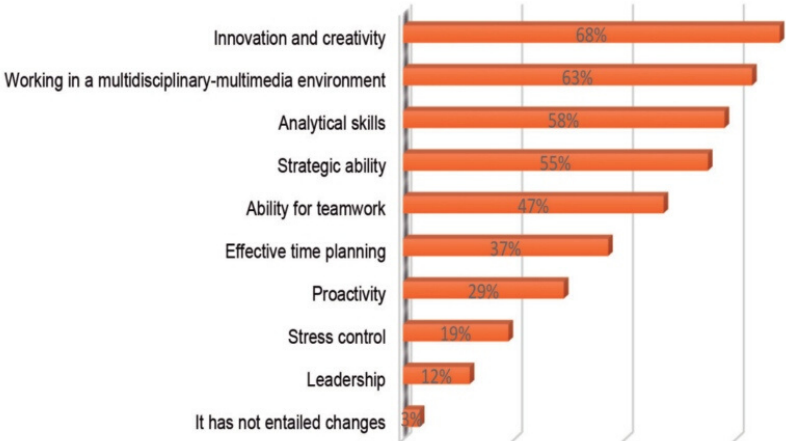 Innovation and creativity 68%
Working in a multidisciplinary-multimedia environment 63%
Analytical skills 58%
Strategic ability 55%
Ability for teamwork 47%
Effective time planning 37%
Proactivity 29%
Stress control 19%
Leadership 12%
It has not entailed changes 3%